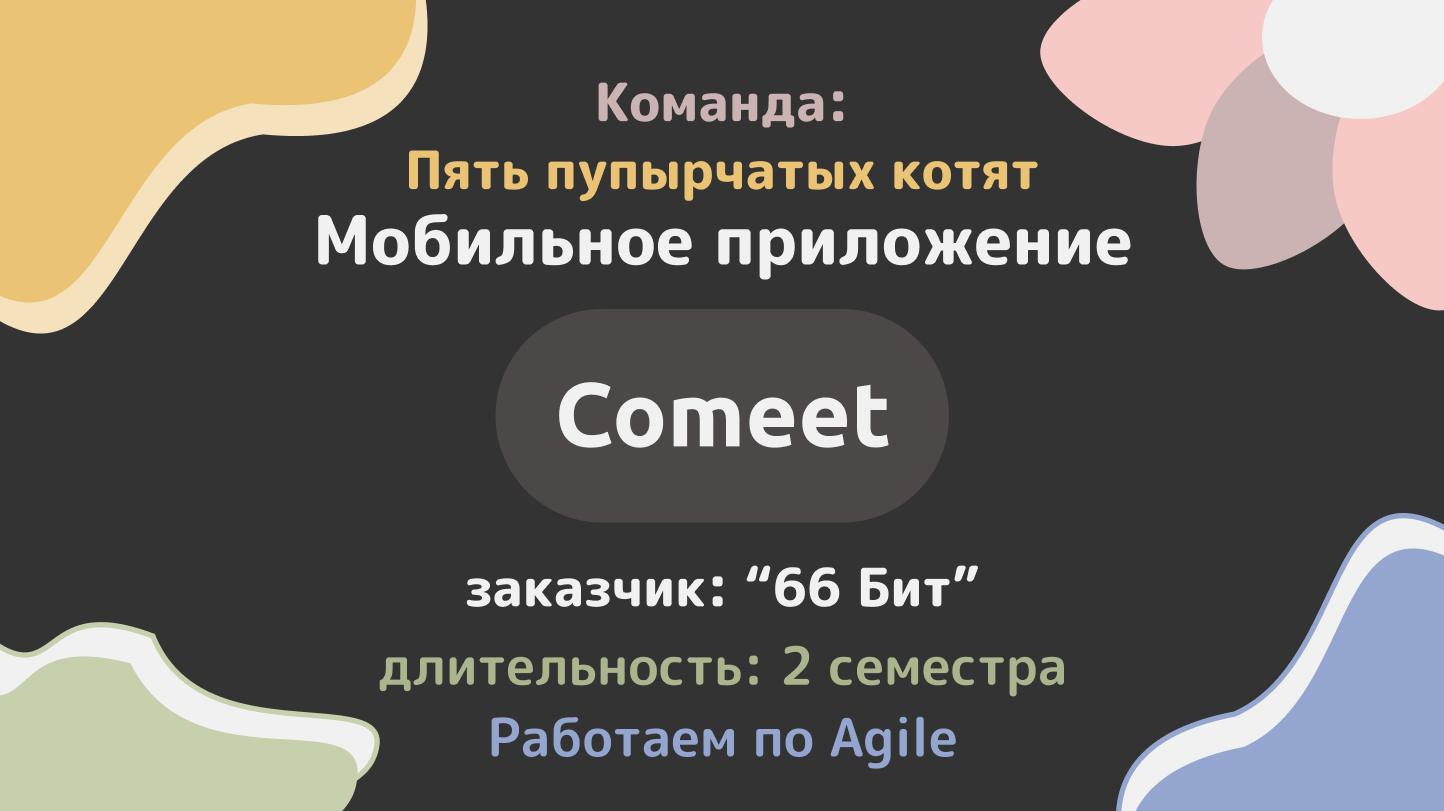 Команда:
Пять пупырчатых котят
Мобильное приложение
Comeet
заказчик: “66 Бит”
длительность: 2 семестра
Работаем по Agile